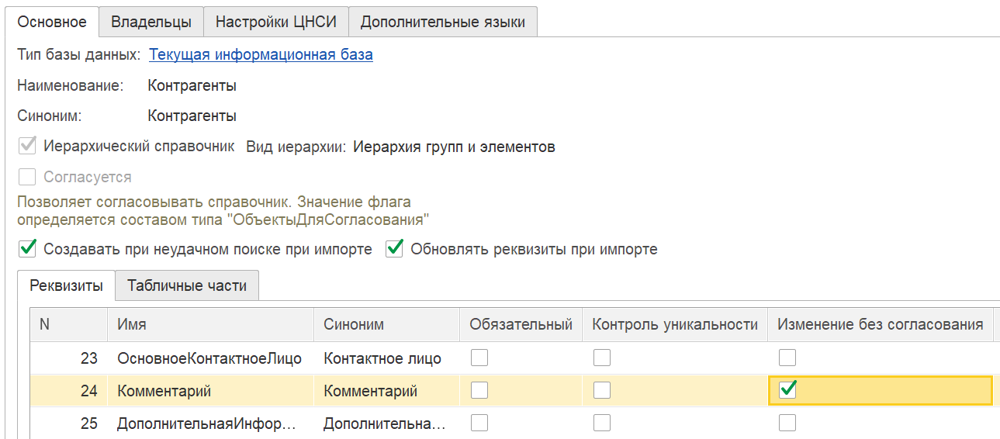 Основное Владельцы Настройки ЦНСИ Дополнительные языки
Тип базы данных: Текущая информационная база
Наименование: Контрагенты
Синоним: Контрагенты
Иерархический справочник Вид иерархии: Иерархия групп и элементов
Согласуется
Позволяет согласовывать справочник. Значение флага
определяется составом типа "ОбъектыДляСогласования"
Создавать при неудачном поиске при импорте Обновлять реквизиты при импорте
Реквизиты Табличные части
N Имя Синоним Обязательный Контроль уникальности Изменение без согласования
23 ОсновноеКонтактноеЛицо Контактное лицо
24 Комментарий Комментарий
25 ДополнительнаяИнфор... Дополнительна...